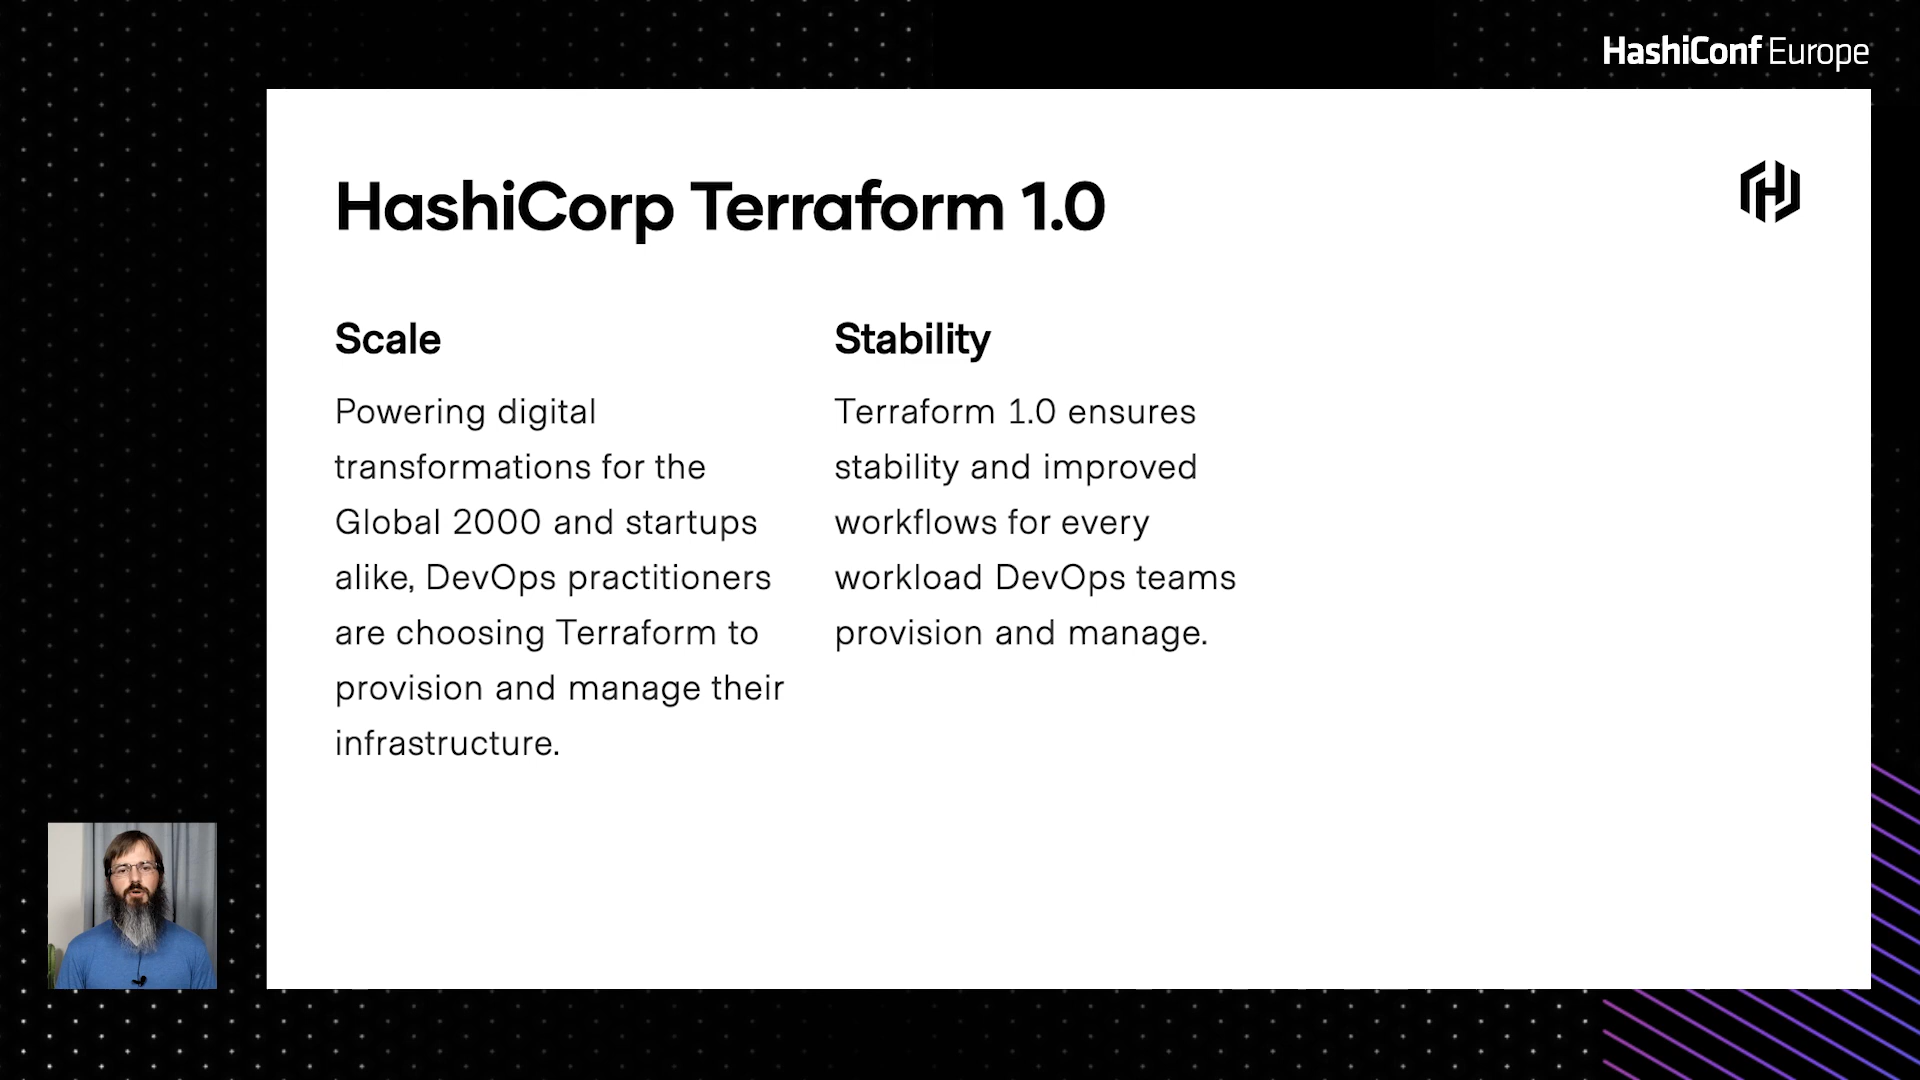 HashiConf Europe
HashiCorp Terraform 1.0
Scale
Powering digital
transformations for the
Global 2000 and startups
alike, DevOps practitioners
are choosing Terraform to
provision and manage their
infrastructure.
Stability
Terraform 1.0 ensures
stability and improved
workflows for every
workload DevOps teams
provision and manage.